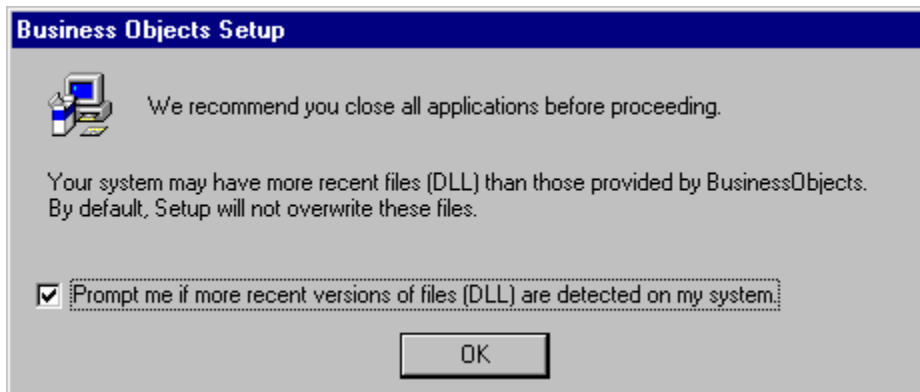 Business Objects Setup
We recommend you close all applications before proceeding.
Your system may have more recent files (DLL) than those provided by BusinessObjects.
By default, Setup will not overwrite these files.
Prompt me if more recent versions of files (DLL) are detected on my system.
OK